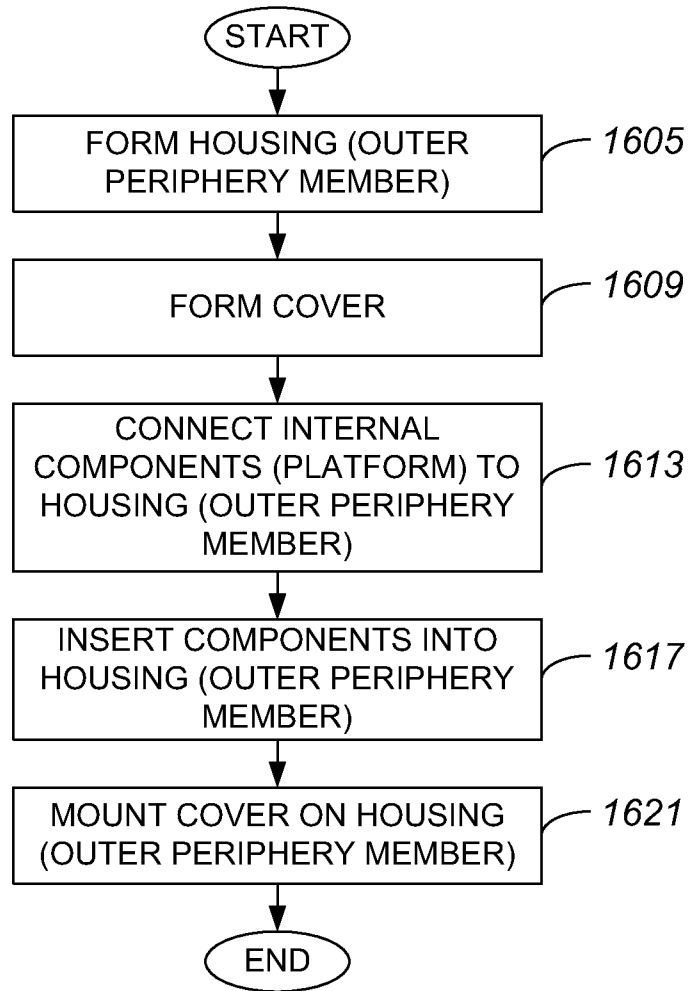 START
FORM HOUSING (OUTER
PERIPHERY MEMBER)
1605
FORM COVER
1609
CONNECT INTERNAL
COMPONENTS (PLATFORM) TO
HOUSING (OUTER PERIPHERY
MEMBER)
1613
INSERT COMPONENTS INTO
HOUSING (OUTER PERIPHERY
MEMBER)
1617
MOUNT COVER ON HOUSING
(OUTER PERIPHERY MEMBER)
1621
END